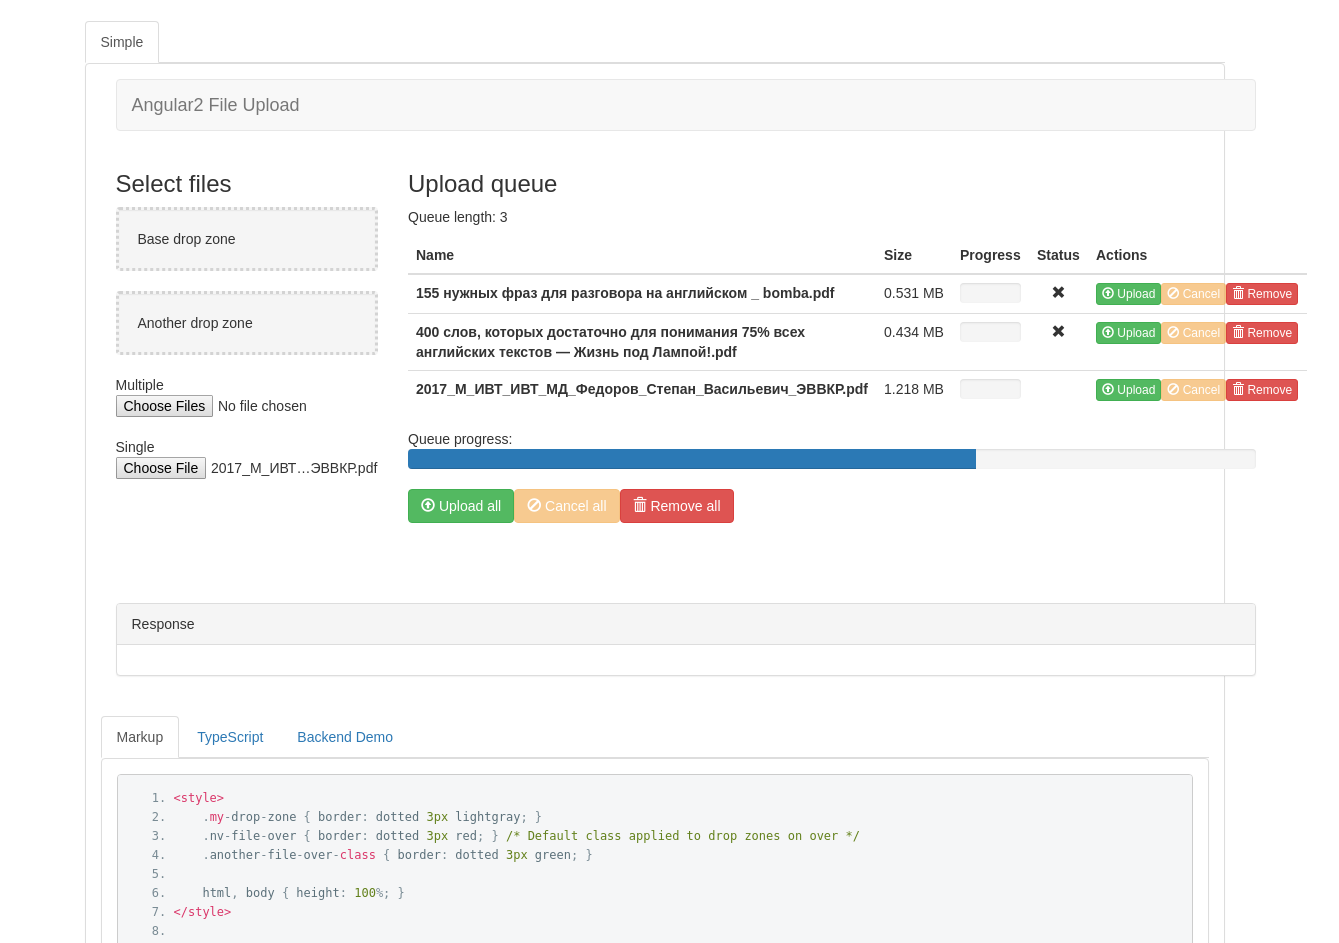 Simple
Angular2 File Upload
Select files
Base drop zone
Another drop zone
Multiple
Choose Files No file chosen
Single
Choose File 2017_М_ИВТ…ЭВВКР.pdf
Upload queue
Queue length: 3
Name Size Progress Status Actions
155 нужных фраз для разговора на английском _ bomba.pdf 0.531 MB Upload Cancel Remove
400 слов, которых достаточно для понимания 75% всех 0.434 MB Upload Cancel Remove
английских текстов — Жизнь под Лампой!.pdf
2017_М_ИВТ_ИВТ_МД_Федоров_Степан_Васильевич_ЭВВКР.pdf 1.218 MB Upload Cancel Remove
Queue progress:
Upload all Cancel all Remove all
Response
Markup TypeScript Backend Demo
1. <style>
2.     .my-drop-zone { border: dotted 3px lightgray; }
3.     .nv-file-over { border: dotted 3px red; } /* Default class applied to drop zones on over */
4.     .another-file-over-class { border: dotted 3px green; }
5.
6.     html, body { height: 100%; }
7. </style>
8.